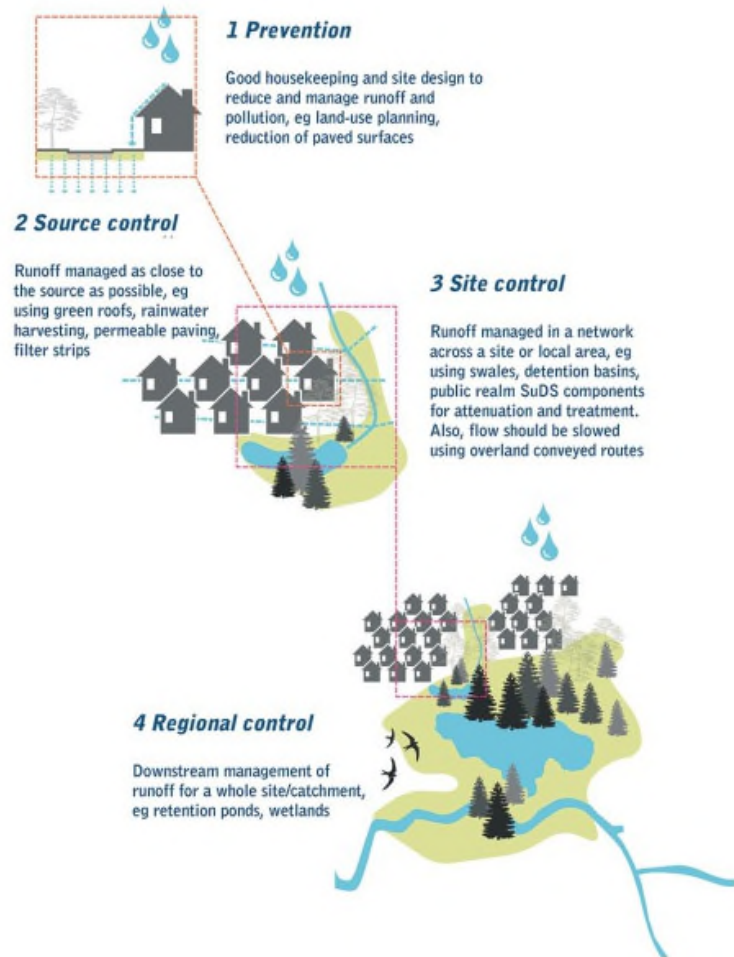 1 Prevention
Good housekeeping and site design to
reduce and manage runoff and
pollution, eg land-use planning,
reduction of paved surfaces
2 Source control
Runoff managed as close to
the source as possible, eg
using green roofs, rainwater
harvesting, permeable paving,
filter strips
3 Site control
Runoff managed in a network
across a site or local area, eg
using swales, detention basins,
public realm SuDS components
for attenuation and treatment.
Also, flow should be slowed
using overland conveyed routes
4 Regional control
Downstream management of
runoff for a whole site/catchment,
eg retention ponds, wetlands